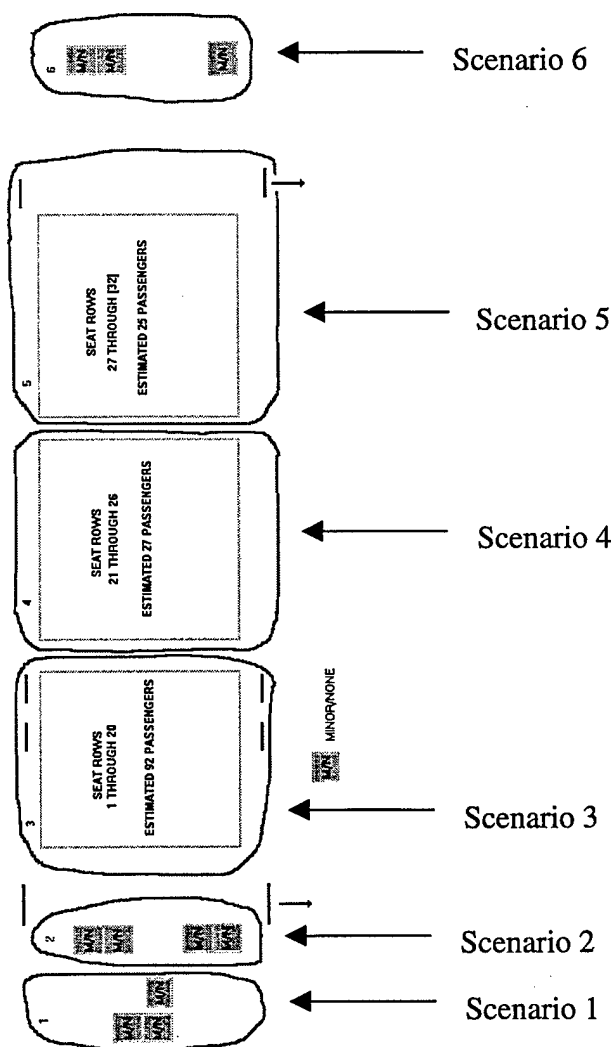 6
M/N
M/N
M/N
Scenario 6
5
SEAT ROWS
27 THROUGH [32]
ESTIMATED 25 PASSENGERS
Scenario 5
4
SEAT ROWS
21 THROUGH 26
ESTIMATED 27 PASSENGERS
Scenario 4
3
SEAT ROWS
1 THROUGH 20
ESTIMATED 92 PASSENGERS
M/N
MINOR/NONE
Scenario 3
2
M/N
M/N
M/N
M/N
Scenario 2
1
M/N
M/N
M/N
Scenario 1